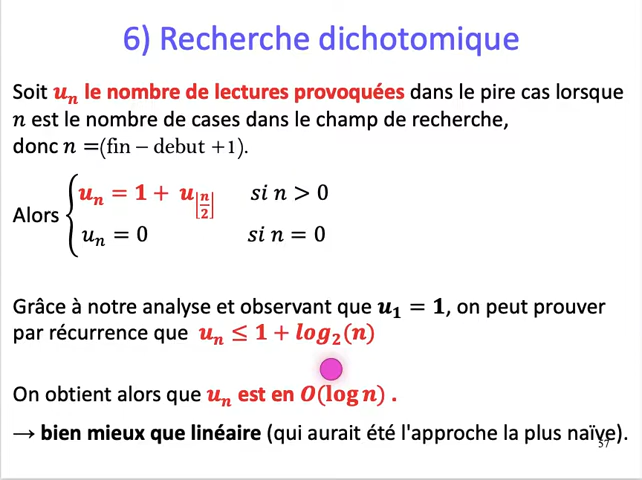 6) Recherche dichotomique
Soit uₙ le nombre de lectures provoquées dans le pire cas lorsque
n est le nombre de cases dans le champ de recherche,
donc n =(fin − debut +1).
Alors { uₙ = 1 + u⌊n/2⌋ si n > 0
uₙ = 0 si n = 0
Grâce à notre analyse et observant que u₁ = 1, on peut prouver
par récurrence que uₙ ≤ 1 + log₂(n)
On obtient alors que uₙ est en O(log n) .
→ bien mieux que linéaire (qui aurait été l'approche la plus naïve).
57